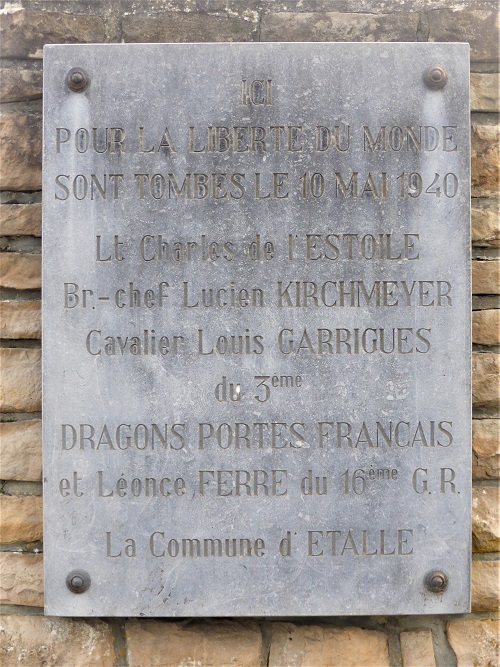 ICI
POUR LA LIBERTE DU MONDE
SONT TOMBES LE 10 MAI 1940
Lt Charles de l'ESTOILE
Br.-chef Lucien KIRCHMEYER
Cavalier Louis GARRIGUES
du 3ème
DRAGONS PORTES FRANCAIS
et Léonce FERRE du 16ème G.R.
La Commune d'ETALLE